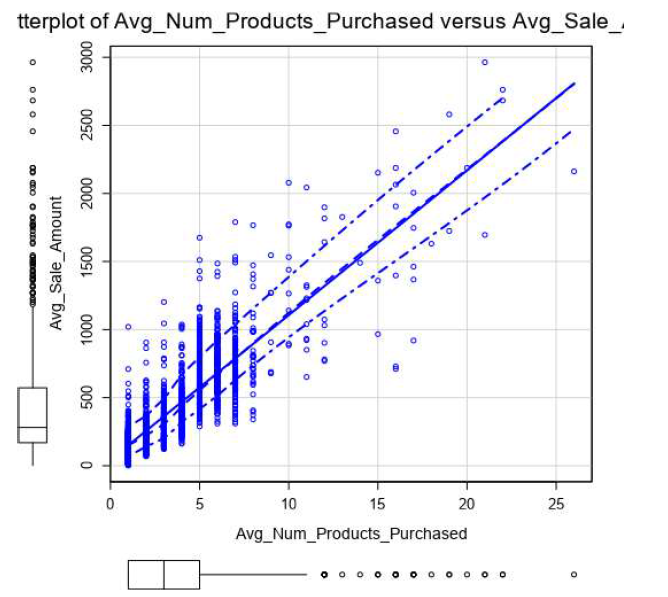 tterplot of Avg_Num_Products_Purchased versus Avg_Sale_
3000
2500
2000
1500
1000
500
0
Avg_Sale_Amount
0 5 10 15 20 25
Avg_Num_Products_Purchased